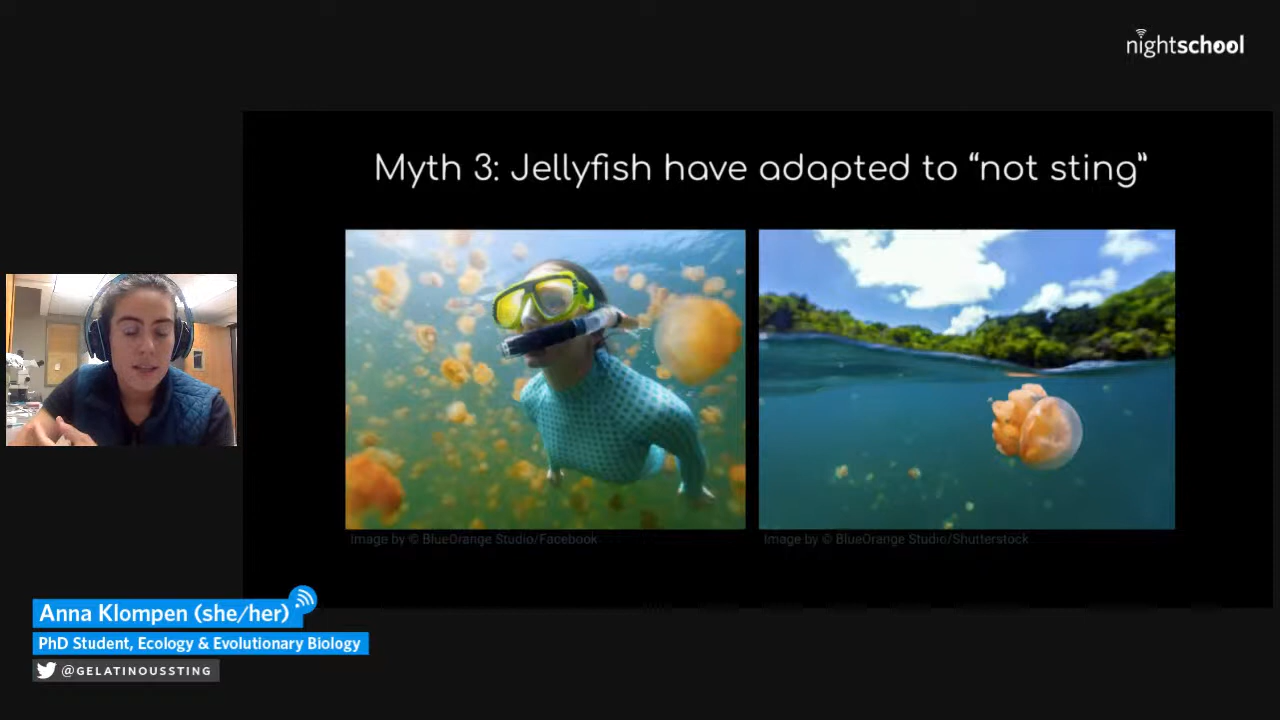 nightschool
Myth 3: Jellyfish have adapted to “not sting”
Image by © BlueOrange Studio/Facebook
Image by © BlueOrange Studio/Shutterstock
Anna Klompen (she/her)
PhD Student, Ecology & Evolutionary Biology
@GELATINOUSSTING